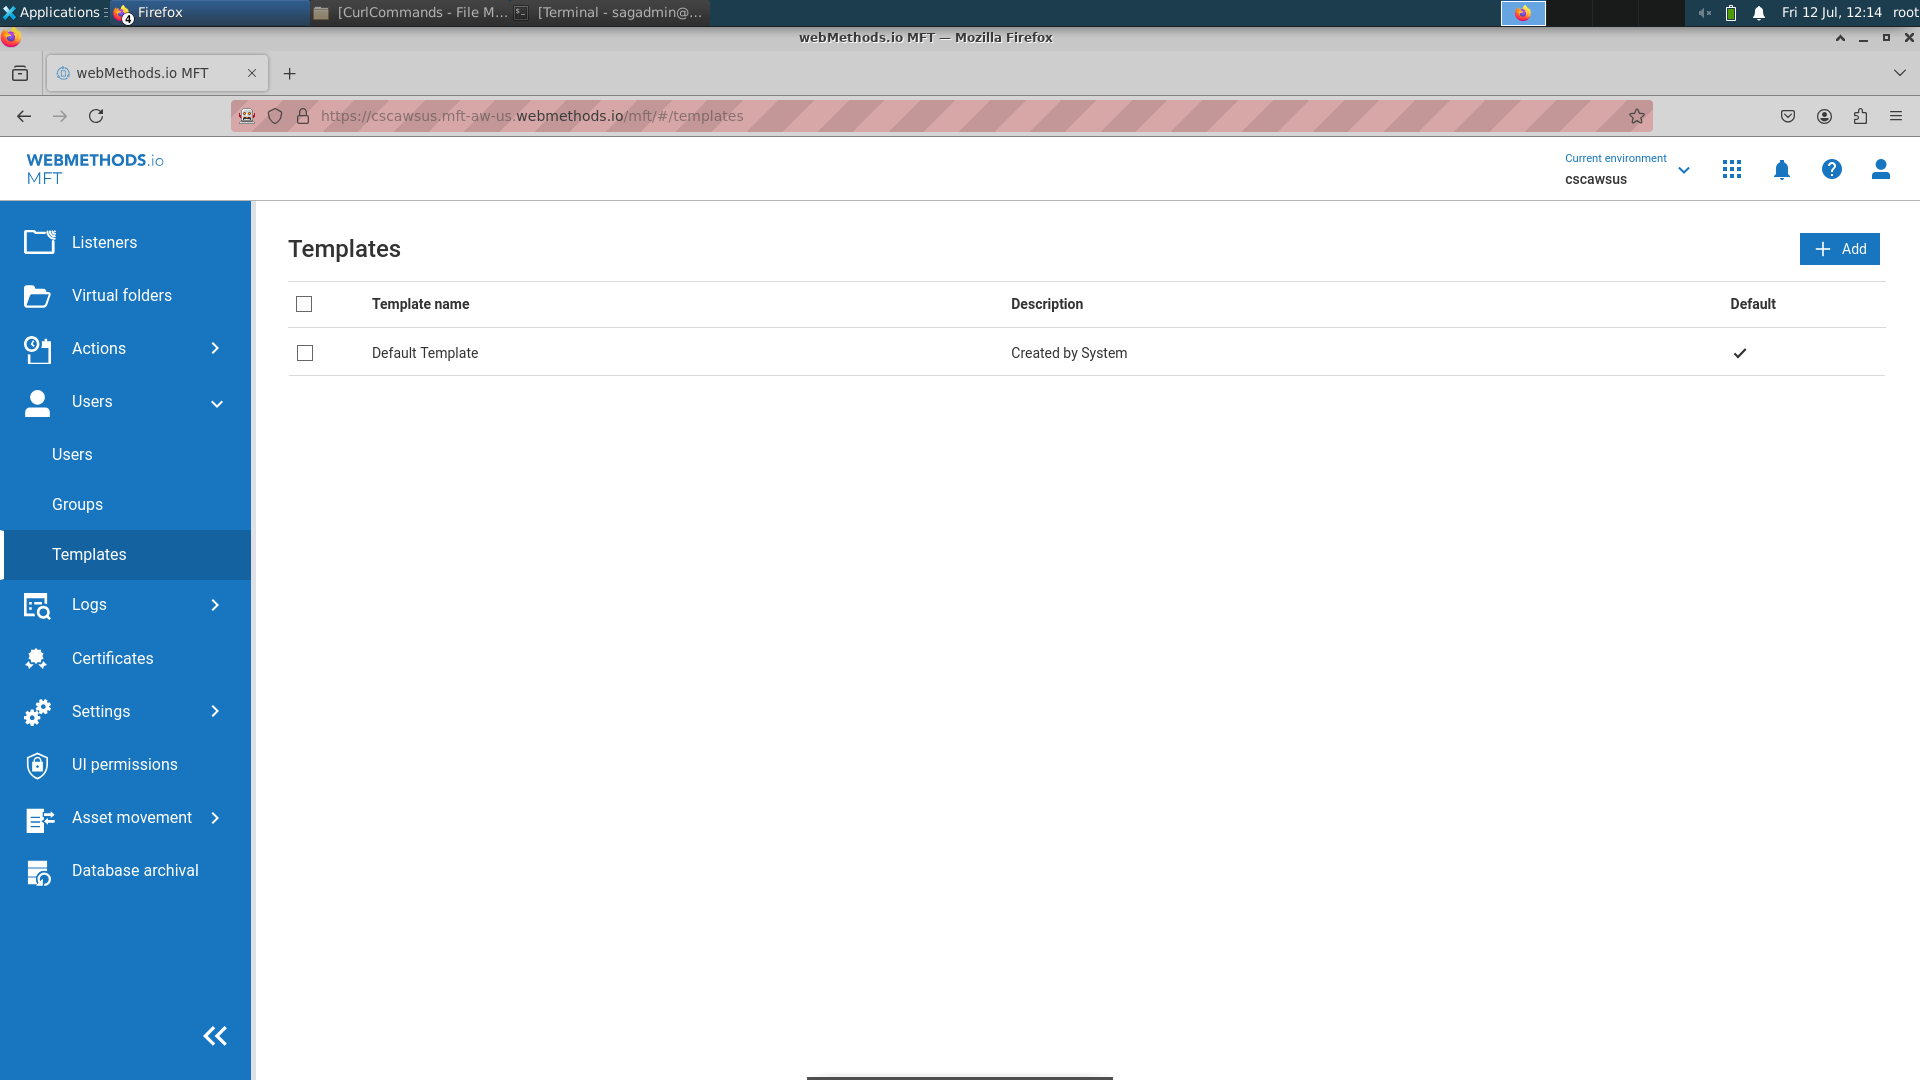 Applications
4 Firefox
[CurlCommands - File M...
[Terminal - sagadmin@...
Fri 12 Jul, 12:14
root
webMethods.io MFT — Mozilla Firefox
webMethods.io MFT
https://cscawsus.mft-aw-us.webmethods.io/mft/#/templates
WEBMETHODS.io
MFT
Current environment
cscawsus
Listeners
Virtual folders
Actions
Users
Users
Groups
Templates
Logs
Certificates
Settings
UI permissions
Asset movement
Database archival
Templates
Add
Template name Description Default
Default Template Created by System